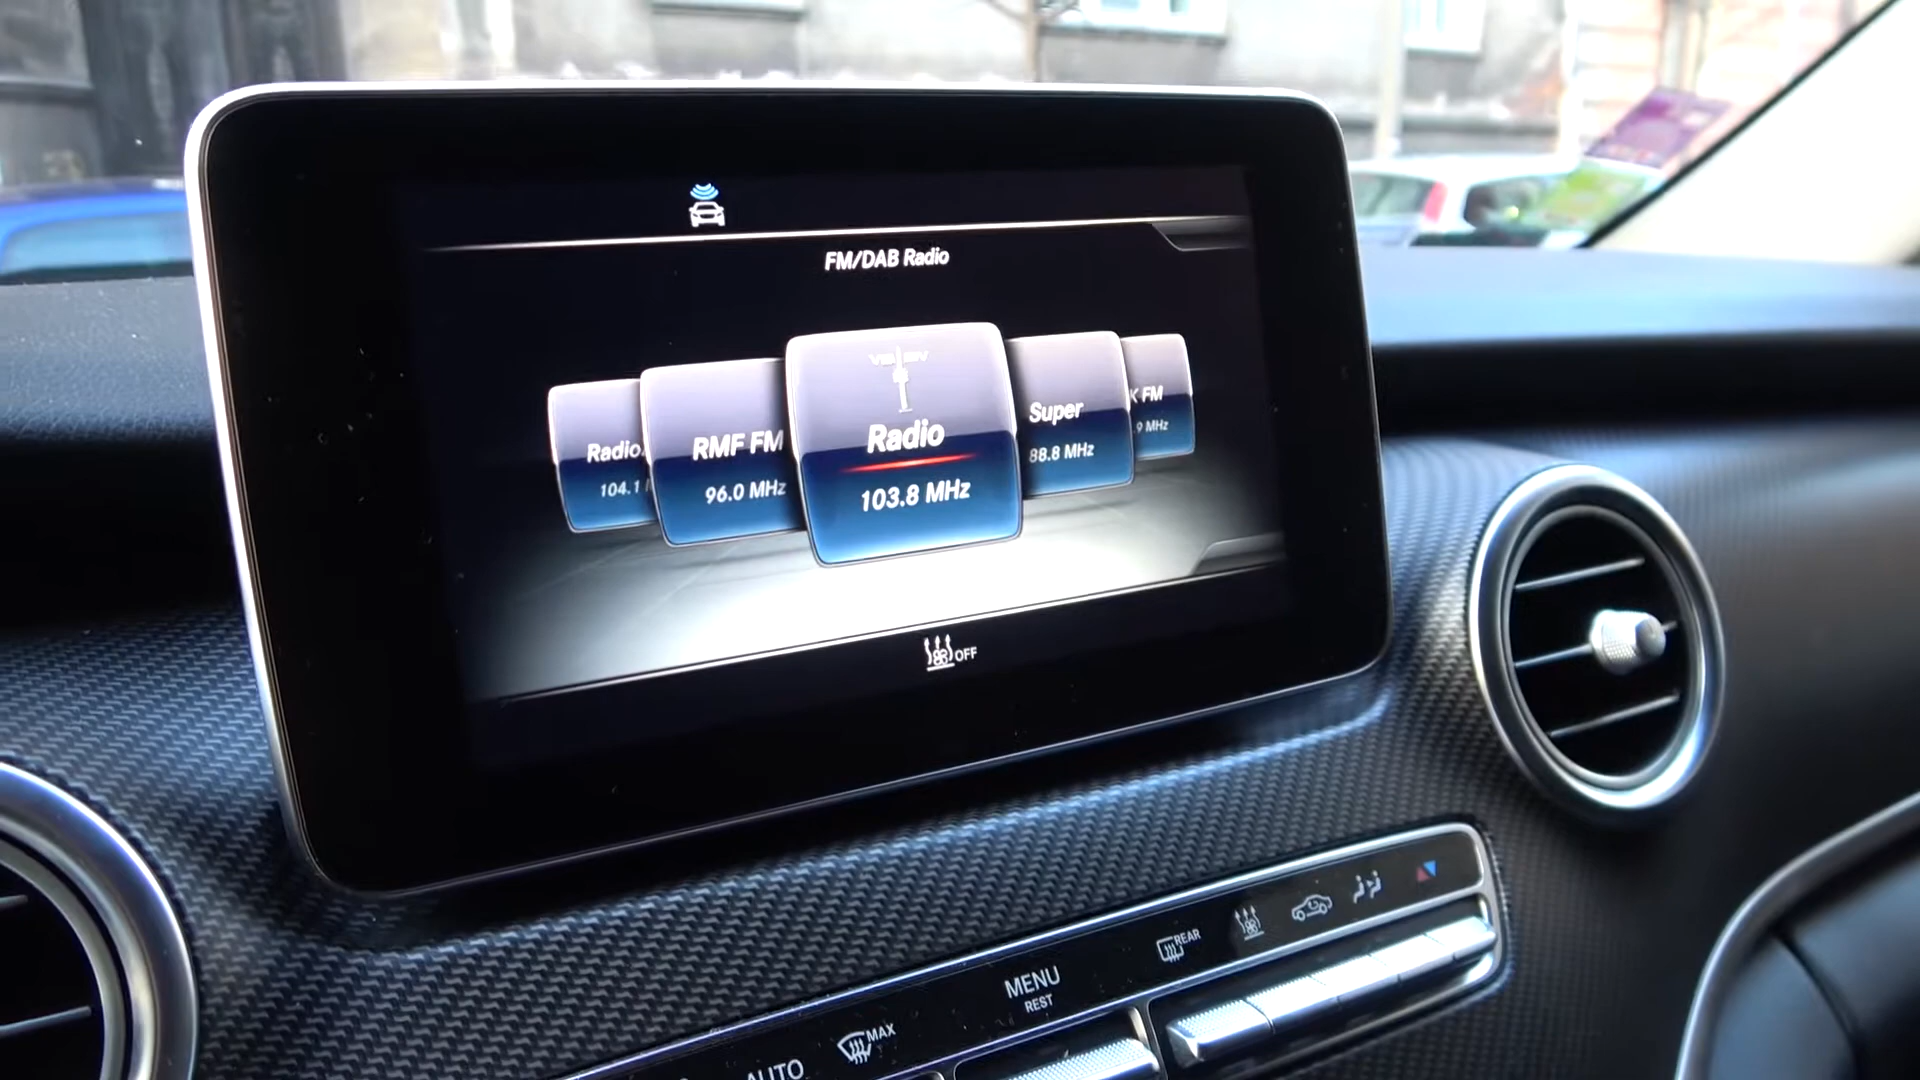 FM/DAB Radio
Radio
104.1
RMF FM
96.0 MHz
Radio
103.8 MHz
Super
88.8 MHz
K FM
9 MHz
OFF
REAR
MENU
REST
MAX
AUTO